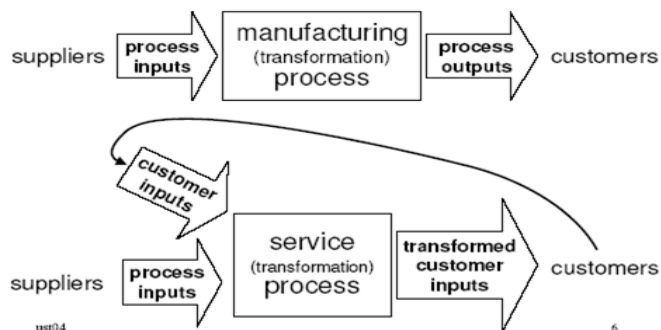 suppliers
process
inputs
manufacturing
(transformation)
process
process
outputs
customers
customer
inputs
suppliers
process
inputs
service
(transformation)
process
transformed
customer
inputs
customers
6